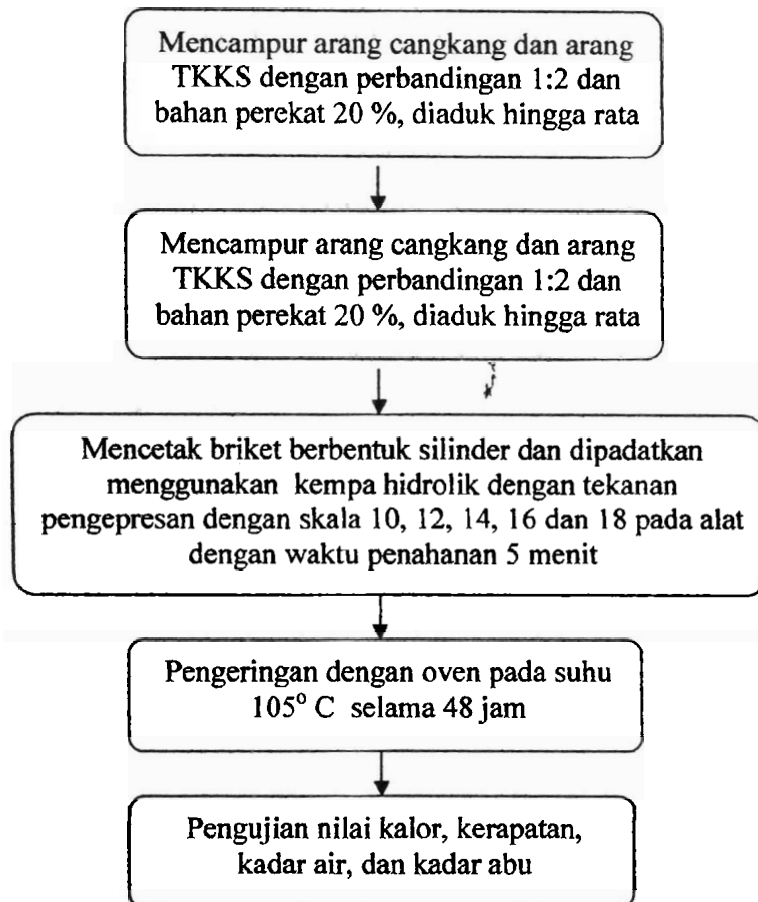 Mencampur arang cangkang dan arang
TKKS dengan perbandingan 1:2 dan
bahan perekat 20 %, diaduk hingga rata
Mencampur arang cangkang dan arang
TKKS dengan perbandingan 1:2 dan
bahan perekat 20 %, diaduk hingga rata
Mencetak briket berbentuk silinder dan dipadatkan
menggunakan kempa hidrolik dengan tekanan
pengepresan dengan skala 10, 12, 14, 16 dan 18 pada alat
dengan waktu penahanan 5 menit
Pengeringan dengan oven pada suhu
105° C selama 48 jam
Pengujian nilai kalor, kerapatan,
kadar air, dan kadar abu